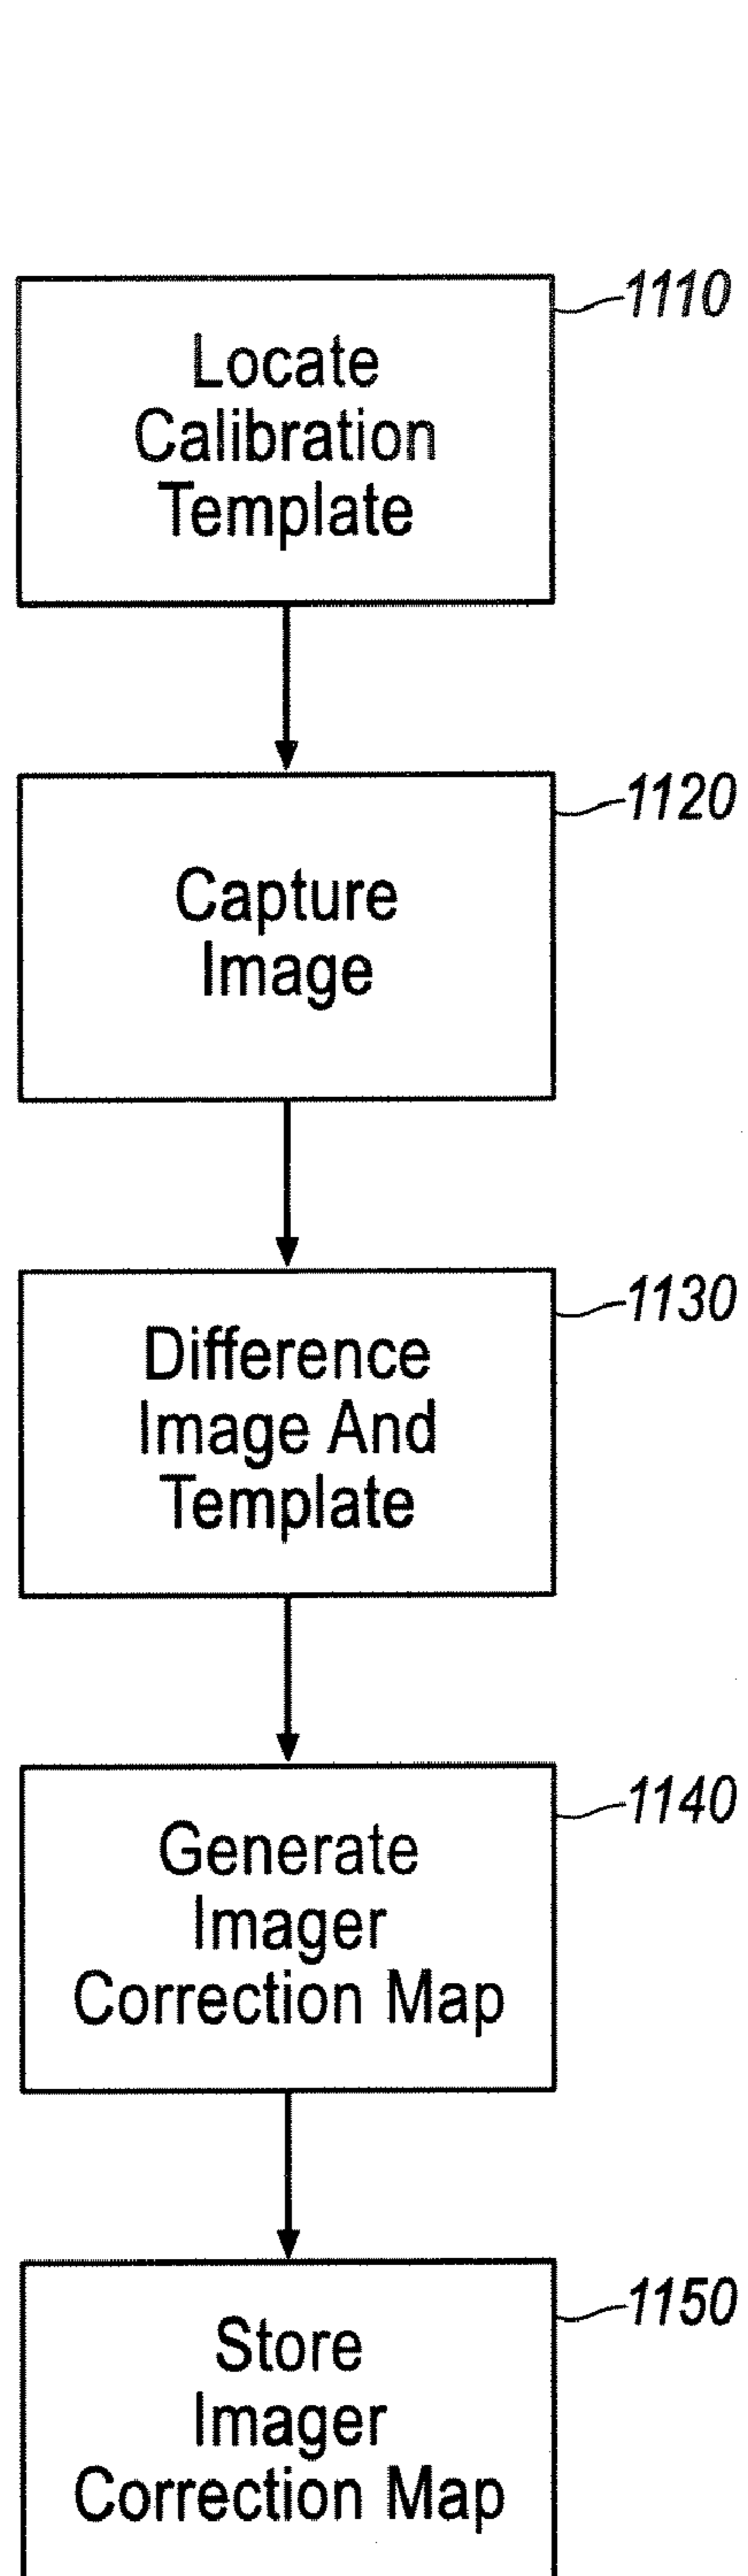 1110
Locate
Calibration
Template
1120
Capture
Image
1130
Difference
Image And
Template
1140
Generate
Imager
Correction Map
1150
Store
Imager
Correction Map